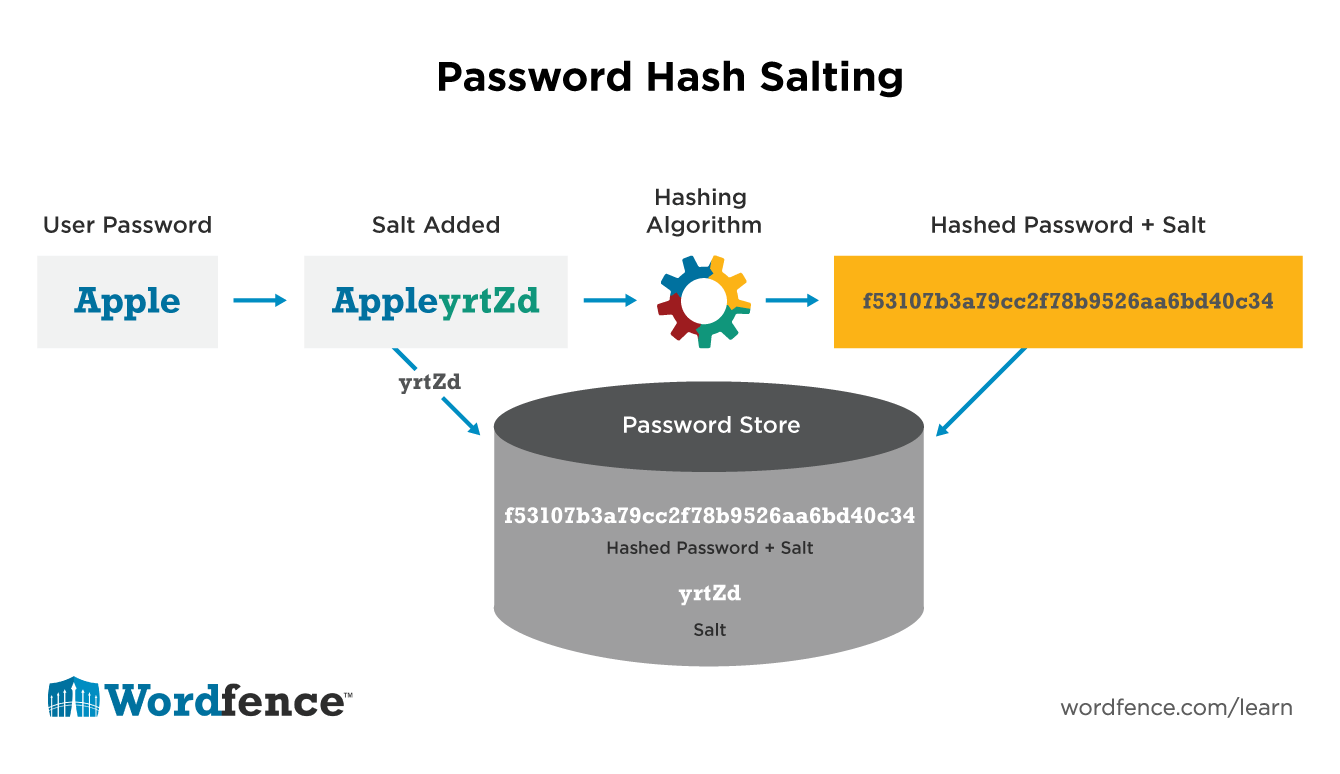 Password Hash Salting
User Password
Salt Added
Hashing
Algorithm
Hashed Password + Salt
Apple
AppleyrtZd
f53107b3a79cc2f78b9526aa6bd40c34
yrtZd
Password Store
f53107b3a79cc2f78b9526aa6bd40c34
Hashed Password + Salt
yrtZd
Salt
Wordfence™
wordfence.com/learn